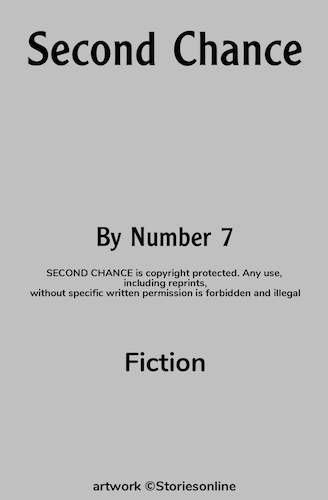 Second Chance
By Number 7
SECOND CHANCE is copyright protected. Any use,
including reprints,
without specific written permission is forbidden and illegal
Fiction
artwork ©Storiesonline